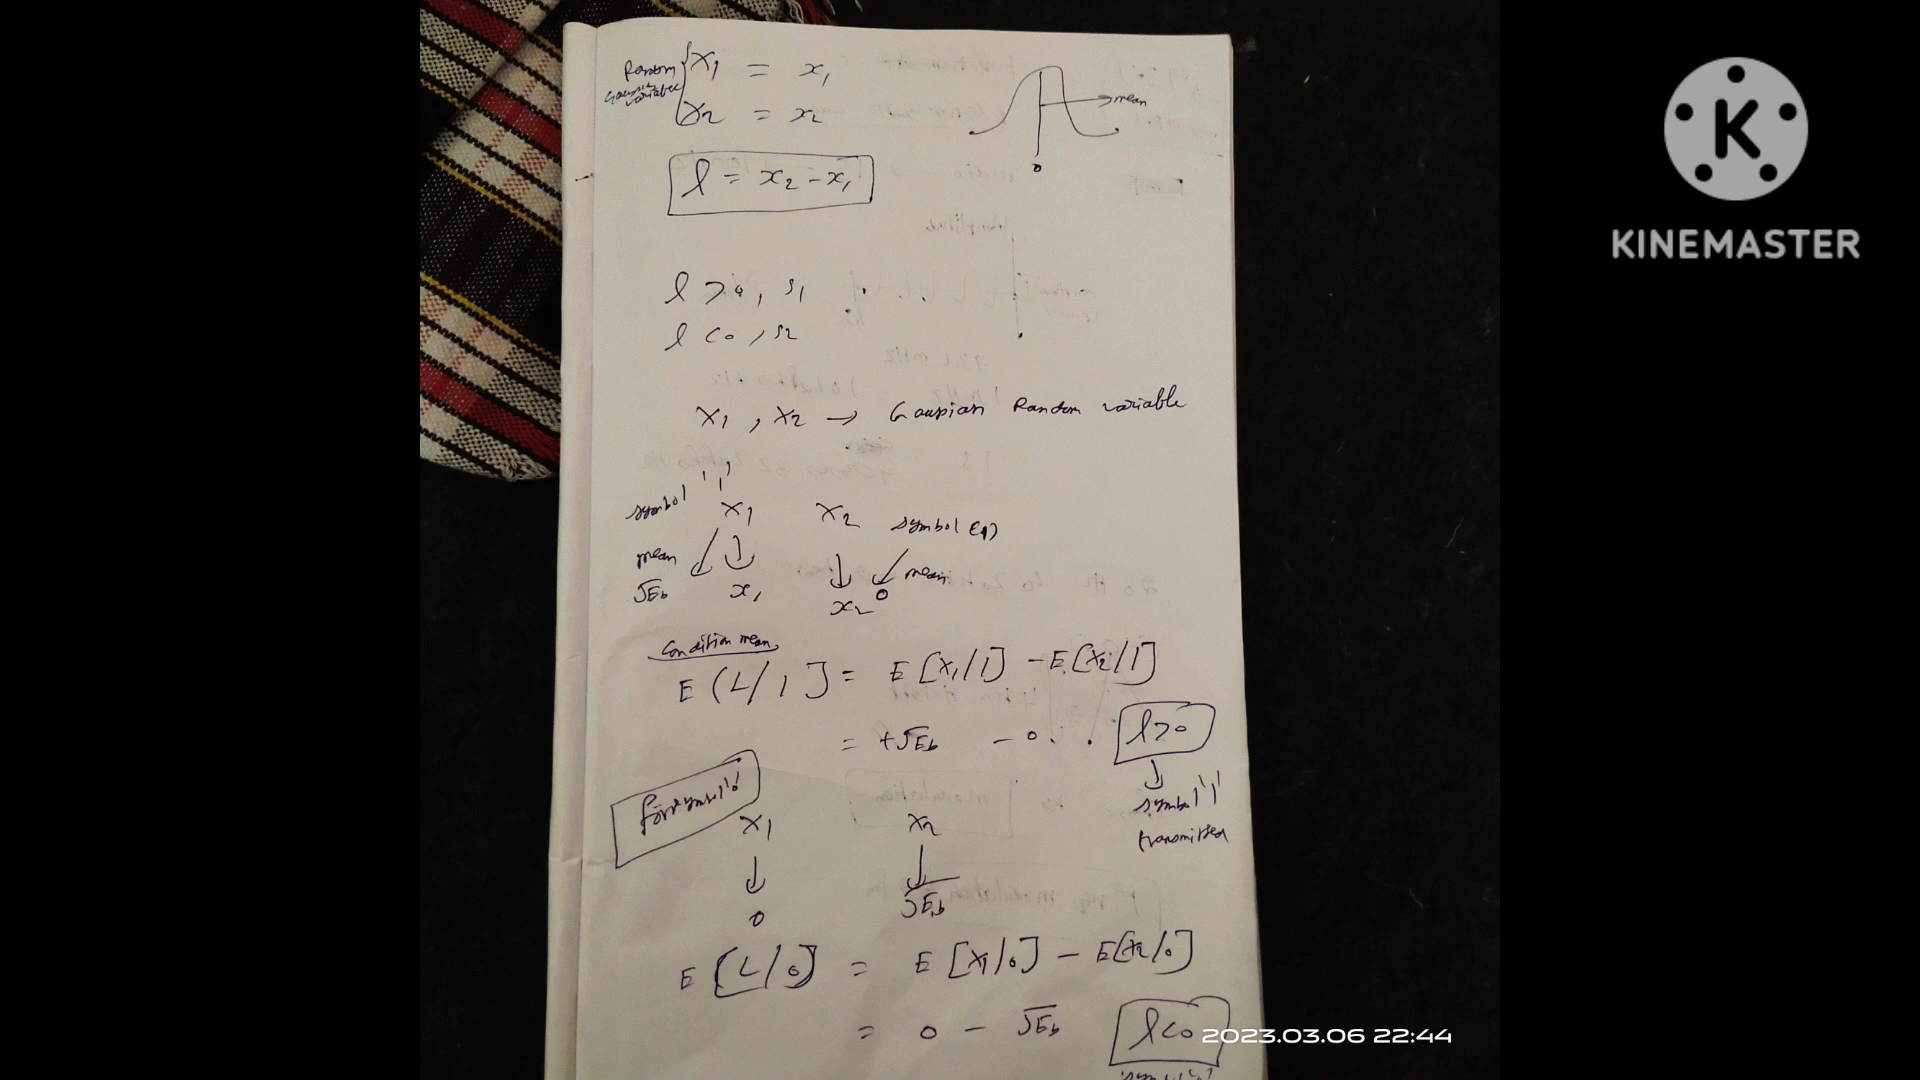 Random Gaussian variable { X1 = x1
X2 = x2
mean
0
l = x2 - x1
l > 0, s1
l < 0, s2
X1, X2 → Gaussian Random variable
symbol '1'
X1 X2 symbol
mean ↓ ↓ mean
√Eb x1 x2 0
Condition mean
E (L/1] = E [X1/1] - E[X2/1]
= +√Eb - 0. l>0
↓
symbol '1'
transmitted
for symbol '0'
X1 X2
↓ ↓
0 √Eb
E [L/0] = E [X1/0] - E[X2/0]
= 0 - √Eb l<0
KINEMASTER
2023.03.06 22:44